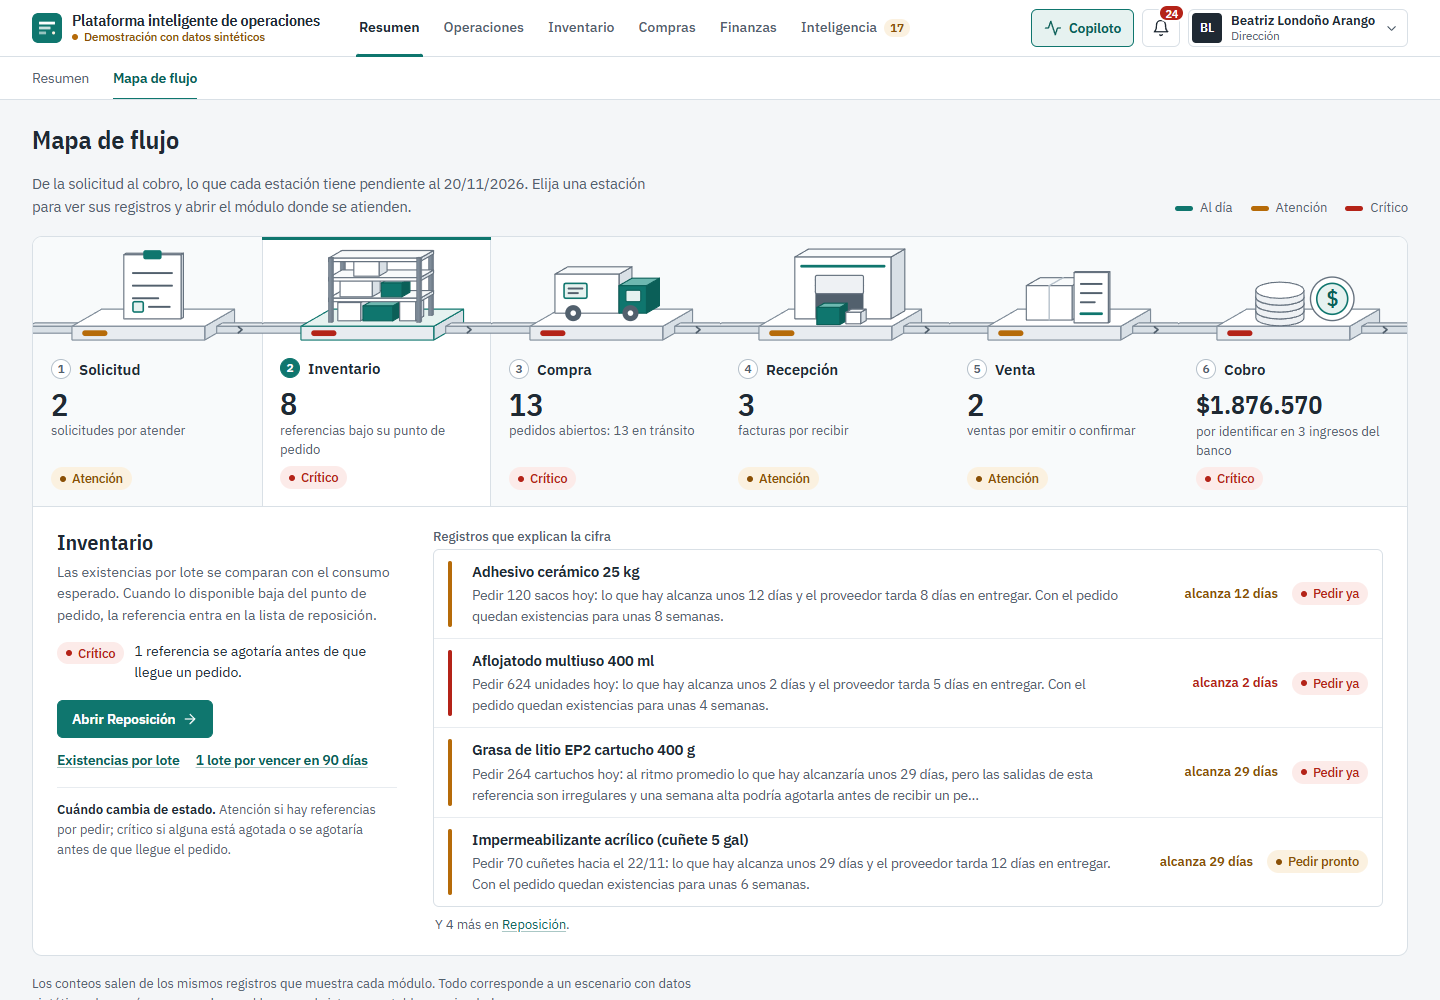 Plataforma inteligente de operaciones
Demostración con datos sintéticos
Resumen
Operaciones
Inventario
Compras
Finanzas
Inteligencia 17
Copiloto
24
BL
Beatriz Londoño Arango
Dirección
Resumen
Mapa de flujo
Mapa de flujo
De la solicitud al cobro, lo que cada estación tiene pendiente al 20/11/2026. Elija una estación
para ver sus registros y abrir el módulo donde se atienden.
Al día
Atención
Crítico
$
1 Solicitud
2
solicitudes por atender
Atención
2 Inventario
8
referencias bajo su punto de
pedido
Crítico
3 Compra
13
pedidos abiertos: 13 en tránsito
Crítico
4 Recepción
3
facturas por recibir
Atención
5 Venta
2
ventas por emitir o confirmar
Atención
6 Cobro
$1.876.570
por identificar en 3 ingresos del
banco
Crítico
Inventario
Las existencias por lote se comparan con el consumo
esperado. Cuando lo disponible baja del punto de
pedido, la referencia entra en la lista de reposición.
Crítico
1 referencia se agotaría antes de que
llegue un pedido.
Abrir Reposición
Existencias por lote
1 lote por vencer en 90 días
Cuándo cambia de estado. Atención si hay referencias
por pedir; crítico si alguna está agotada o se agotaría
antes de que llegue el pedido.
Registros que explican la cifra
Adhesivo cerámico 25 kg
Pedir 120 sacos hoy: lo que hay alcanza unos 12 días y el proveedor tarda 8 días en entregar. Con el pedido
quedan existencias para unas 8 semanas.
alcanza 12 días
Pedir ya
Aflojatodo multiuso 400 ml
Pedir 624 unidades hoy: lo que hay alcanza unos 2 días y el proveedor tarda 5 días en entregar. Con el
pedido quedan existencias para unas 4 semanas.
alcanza 2 días
Pedir ya
Grasa de litio EP2 cartucho 400 g
Pedir 264 cartuchos hoy: al ritmo promedio lo que hay alcanzaría unos 29 días, pero las salidas de esta
referencia son irregulares y una semana alta podría agotarla antes de recibir un pe...
alcanza 29 días
Pedir ya
Impermeabilizante acrílico (cuñete 5 gal)
Pedir 70 cuñetes hacia el 22/11: lo que hay alcanza unos 29 días y el proveedor tarda 12 días en entregar.
Con el pedido quedan existencias para unas 6 semanas.
alcanza 29 días
Pedir pronto
Y 4 más en Reposición.
Los conteos salen de los mismos registros que muestra cada módulo. Todo corresponde a un escenario con datos